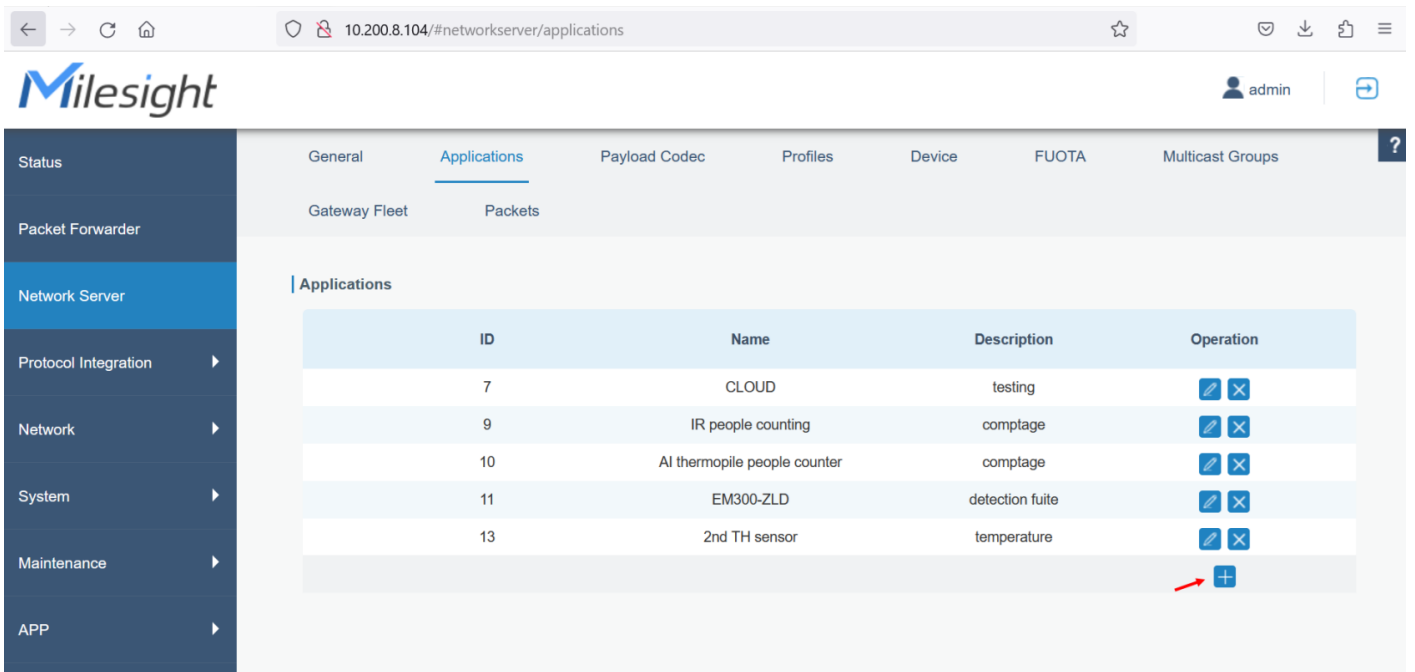 10.200.8.104/#networkserver/applications
Milesight
admin
?
Status
Packet Forwarder
Network Server
Protocol Integration
Network
System
Maintenance
APP
General Applications Payload Codec Profiles Device FUOTA Multicast Groups
Gateway Fleet Packets
Applications
ID Name Description Operation
7 CLOUD testing
9 IR people counting comptage
10 AI thermopile people counter comptage
11 EM300-ZLD detection fuite
13 2nd TH sensor temperature